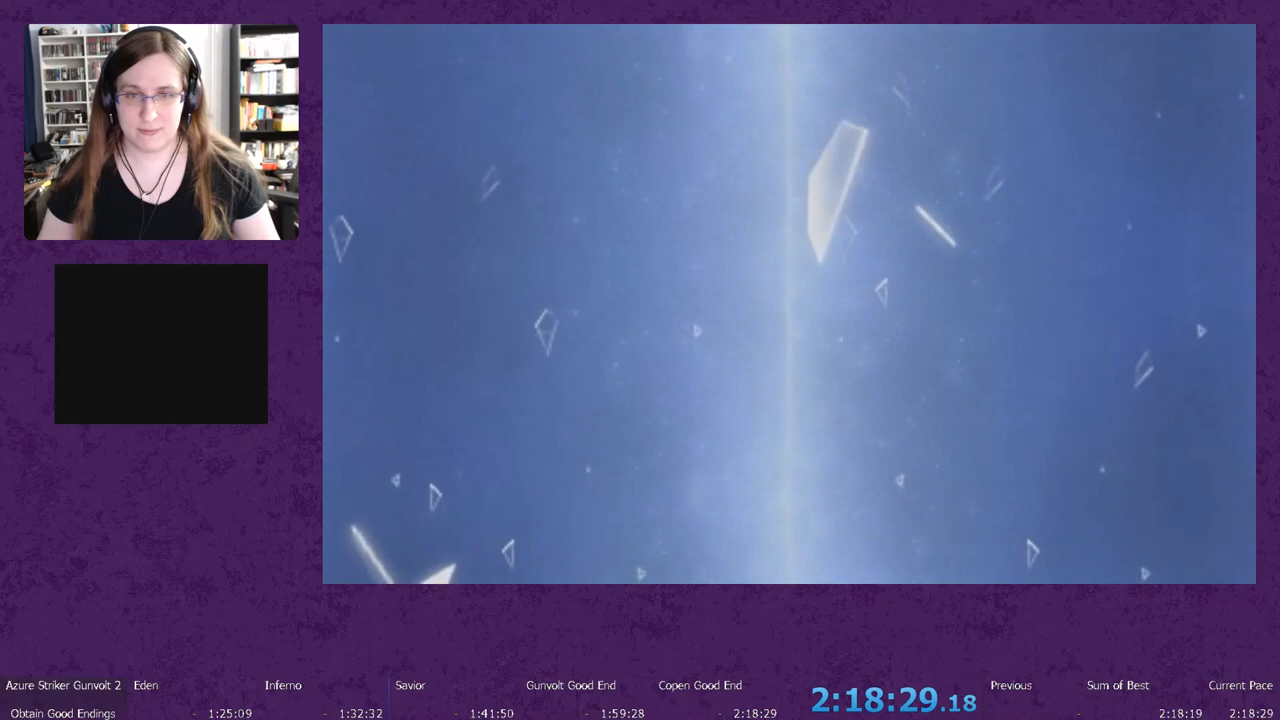 Azure Striker Gunvolt 2 Eden Inferno Savior Gunvolt Good End Copen Good End 2:18:29.18 Previous Sum of Best Current Pace
Obtain Good Endings - 1:25:09 - 1:32:32 - 1:41:50 - 1:59:28 - 2:18:29 - 2:18:19 2:18:29